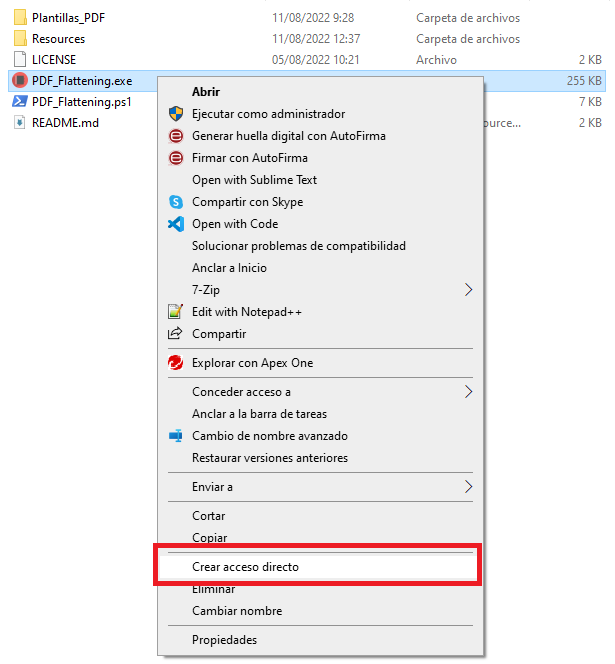 Plantillas_PDF 11/08/2022 9:28 Carpeta de archivos
Resources 11/08/2022 12:37 Carpeta de archivos
LICENSE 05/08/2022 10:21 Archivo 2 KB
PDF_Flattening.exe 255 KB
PDF_Flattening.ps1 7 KB
README.md ource... 2 KB
Abrir
Ejecutar como administrador
Generar huella digital con AutoFirma
Firmar con AutoFirma
Open with Sublime Text
Compartir con Skype
Open with Code
Solucionar problemas de compatibilidad
Anclar a Inicio
7-Zip
Edit with Notepad++
Compartir
Explorar con Apex One
Conceder acceso a
Anclar a la barra de tareas
Cambio de nombre avanzado
Restaurar versiones anteriores
Enviar a
Cortar
Copiar
Crear acceso directo
Eliminar
Cambiar nombre
Propiedades